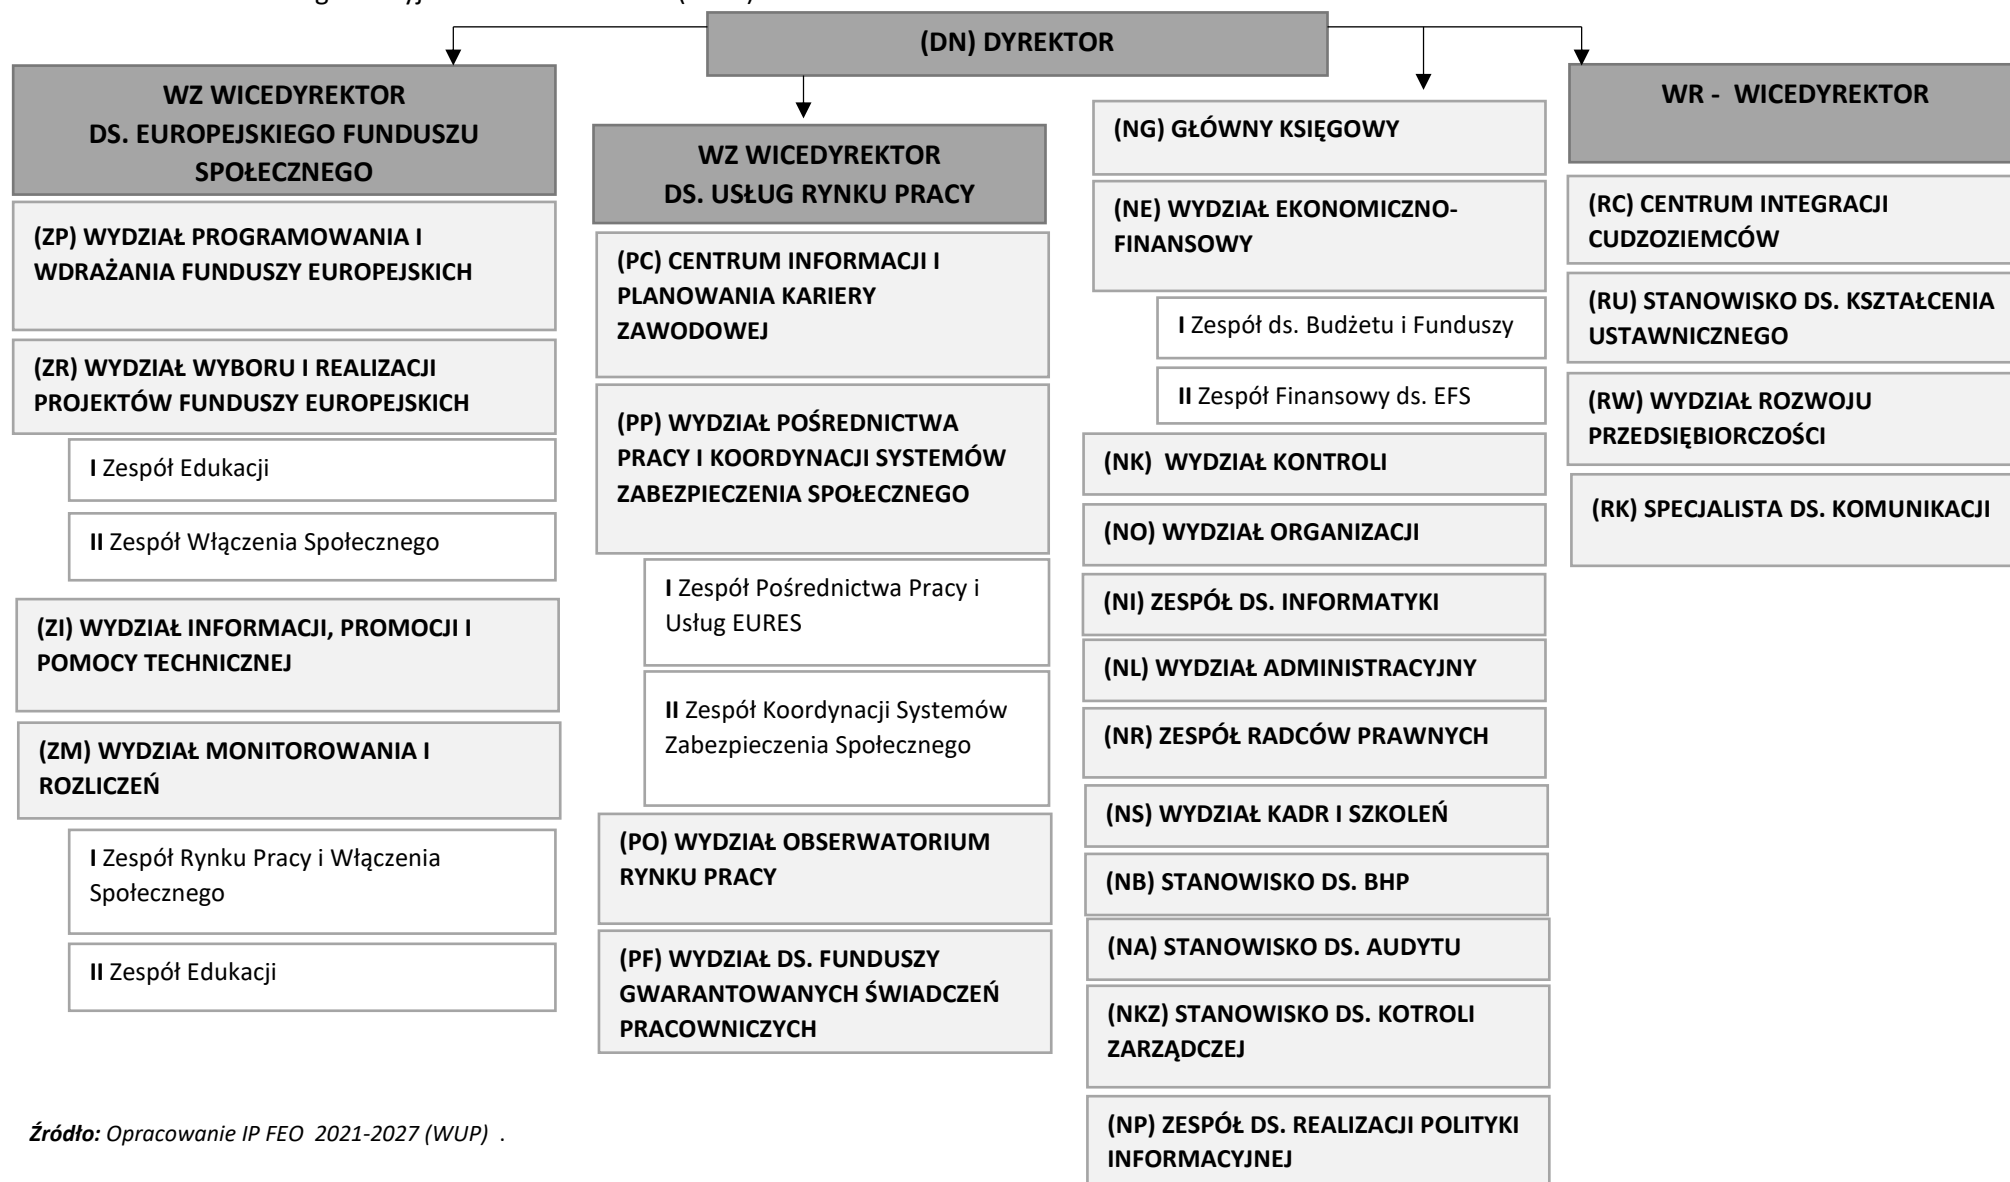 (DN) DYREKTOR
WZ WICEDYREKTOR
DS. EUROPEJSKIEGO FUNDUSZU
SPOŁECZNEGO
(ZP) WYDZIAŁ PROGRAMOWANIA I
WDRAŻANIA FUNDUSZY EUROPEJSKICH
(ZR) WYDZIAŁ WYBORU I REALIZACJI
PROJEKTÓW FUNDUSZY EUROPEJSKICH
I Zespół Edukacji
II Zespół Włączenia Społecznego
(ZI) WYDZIAŁ INFORMACJI, PROMOCJI I
POMOCY TECHNICZNEJ
(ZM) WYDZIAŁ MONITOROWANIA I
ROZLICZEŃ
I Zespół Rynku Pracy i Włączenia
Społecznego
II Zespół Edukacji
WZ WICEDYREKTOR
DS. USŁUG RYNKU PRACY
(PC) CENTRUM INFORMACJI I
PLANOWANIA KARIERY
ZAWODOWEJ
(PP) WYDZIAŁ POŚREDNICTWA
PRACY I KOORDYNACJI SYSTEMÓW
ZABEZPIECZENIA SPOŁECZNEGO
I Zespół Pośrednictwa Pracy i
Usług EURES
II Zespół Koordynacji Systemów
Zabezpieczenia Społecznego
(PO) WYDZIAŁ OBSERWATORIUM
RYNKU PRACY
(PF) WYDZIAŁ DS. FUNDUSZY
GWARANTOWANYCH ŚWIADCZEŃ
PRACOWNICZYCH
(NG) GŁÓWNY KSIĘGOWY
(NE) WYDZIAŁ EKONOMICZNO-
FINANSOWY
I Zespół ds. Budżetu i Funduszy
II Zespół Finansowy ds. EFS
(NK) WYDZIAŁ KONTROLI
(NO) WYDZIAŁ ORGANIZACJI
(NI) ZESPÓŁ DS. INFORMATYKI
(NL) WYDZIAŁ ADMINISTRACYJNY
(NR) ZESPÓŁ RADCÓW PRAWNYCH
(NS) WYDZIAŁ KADR I SZKOLEŃ
(NB) STANOWISKO DS. BHP
(NA) STANOWISKO DS. AUDYTU
(NKZ) STANOWISKO DS. KOTROLI
ZARZĄDCZEJ
(NP) ZESPÓŁ DS. REALIZACJI POLITYKI
INFORMACYJNEJ
WR - WICEDYREKTOR
(RC) CENTRUM INTEGRACJI
CUDZOZIEMCÓW
(RU) STANOWISKO DS. KSZTAŁCENIA
USTAWNICZNEGO
(RW) WYDZIAŁ ROZWOJU
PRZEDSIĘBIORCZOŚCI
(RK) SPECJALISTA DS. KOMUNIKACJI
Źródło: Opracowanie IP FEO 2021-2027 (WUP) .